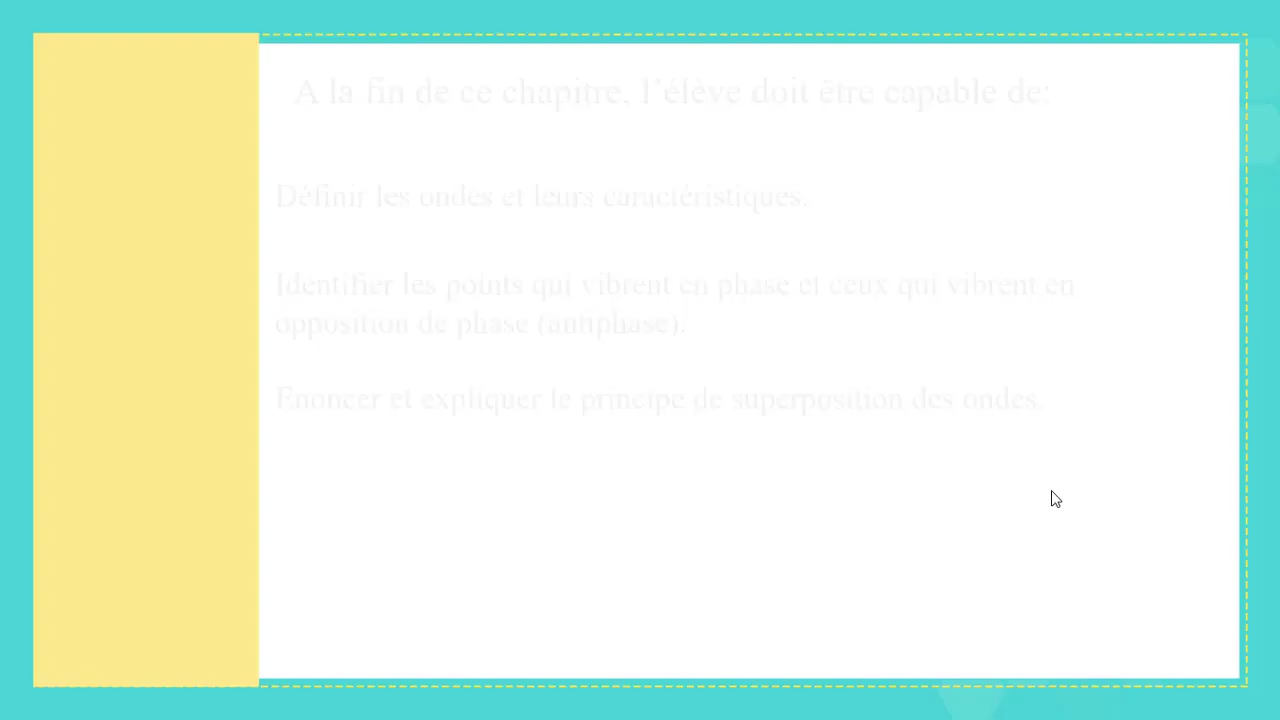 A la fin de ce chapitre, l'élève doit être capable de:
Définir les ondes et leurs caractéristiques.
Identifier les points qui vibrent en phase et ceux qui vibrent en
opposition de phase (antiphase).
Enoncer et expliquer le principe de superposition des ondes.